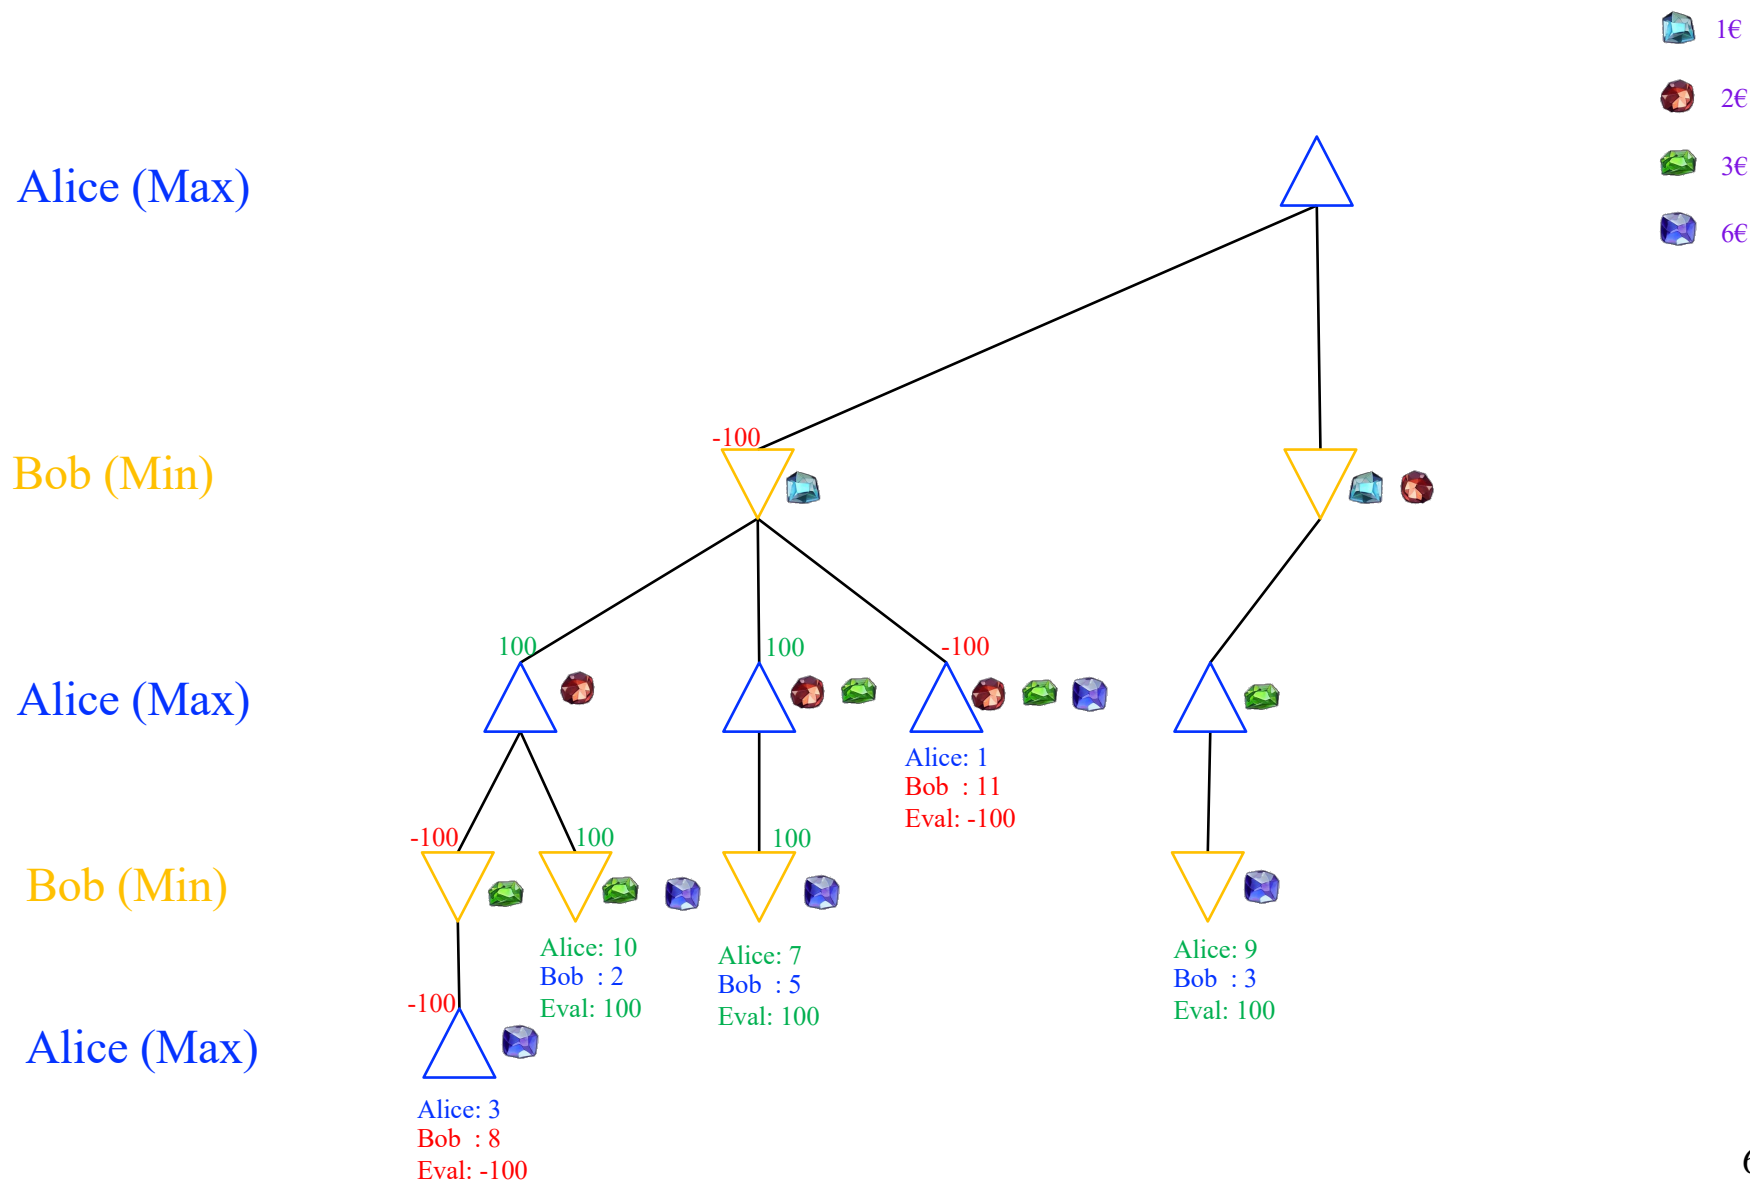 1€
2€
3€
6€
Alice (Max)
-100
Bob (Min)
100
100
-100
Alice (Max)
Alice: 1
Bob : 11
Eval: -100
-100
100
100
Bob (Min)
Alice: 10
Bob : 2
Eval: 100
Alice: 7
Bob : 5
Eval: 100
Alice: 9
Bob : 3
Eval: 100
-100
Alice (Max)
Alice: 3
Bob : 8
Eval: -100